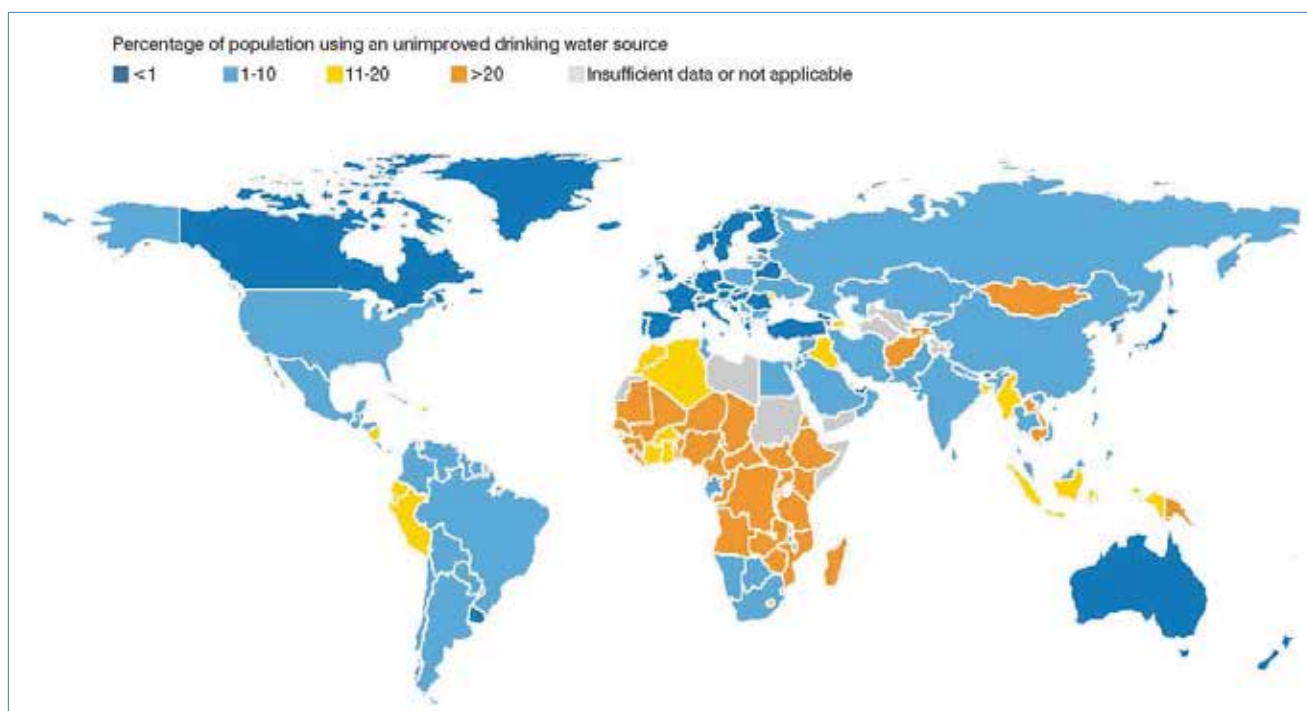 Percentage of population using an unimproved drinking water source
<1 1-10 11-20 >20 Insufficient data or not applicable